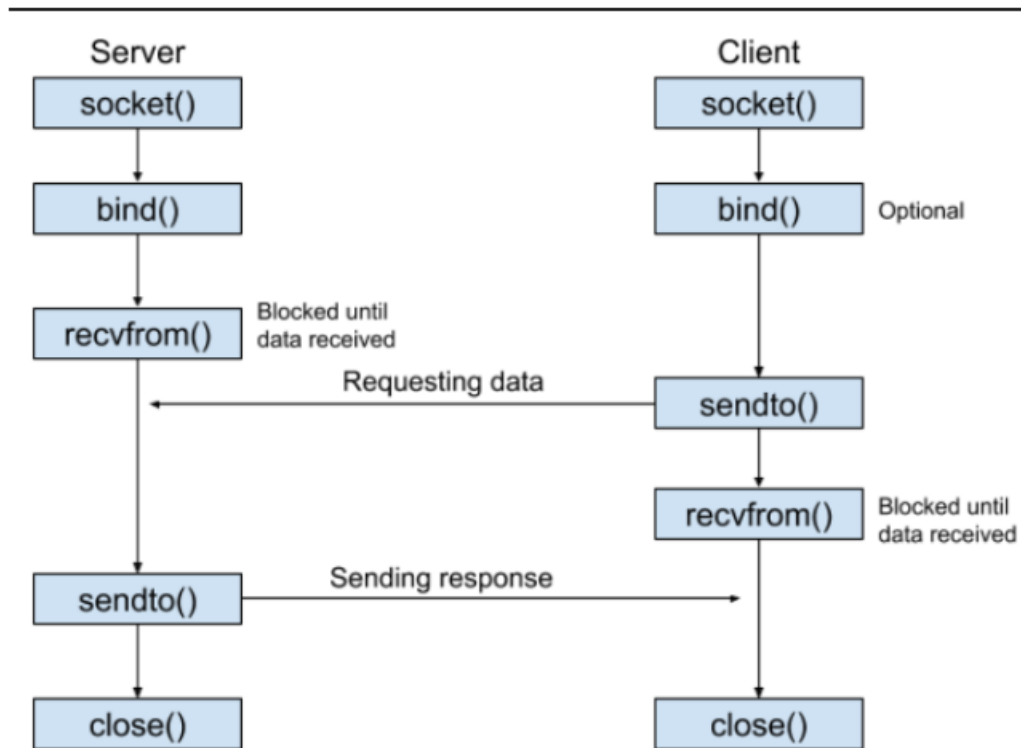 Server
Client
socket()
socket()
bind()
bind()
Optional
recvfrom()
Blocked until
data received
Requesting data
sendto()
recvfrom()
Blocked until
data received
Sending response
sendto()
close()
close()